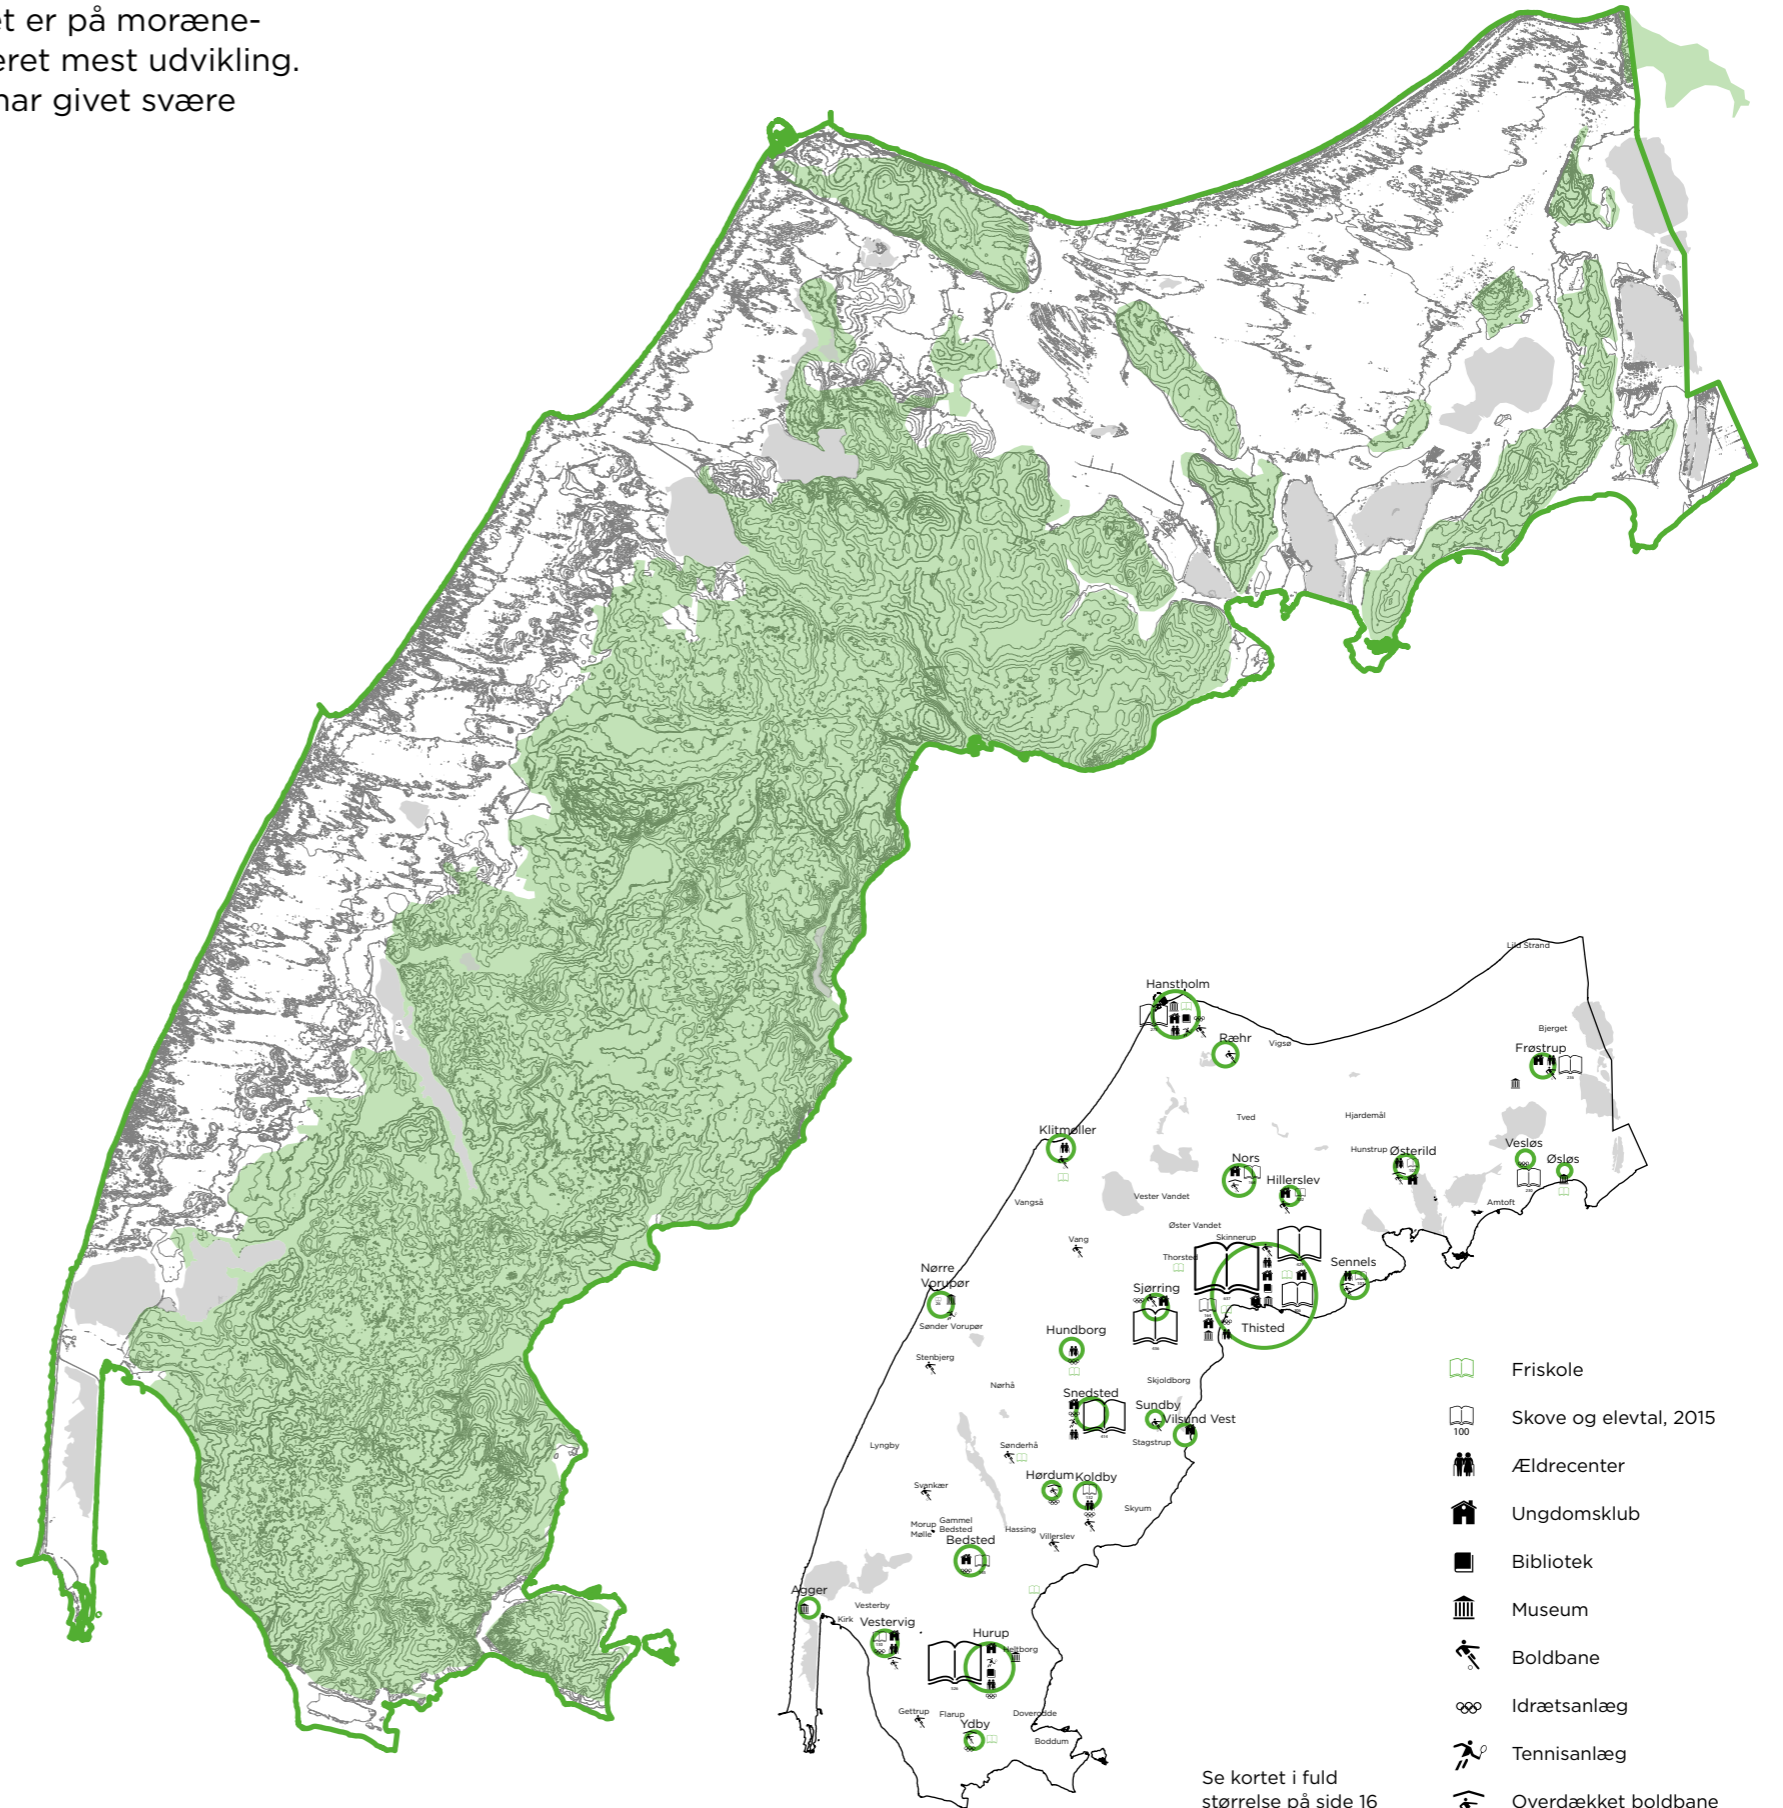 et er på moræne-
eret mest udvikling.
har givet svære
Lild Strand
Hanstholm
Bjerget
Ræhr
Vigsø
Frøstrup
236
Tved
Hjardemål
Klitmøller
Hunstrup
Østerild
Vesløs
Øsløs
Nors
Hillerslev
Vangså
Vester Vandet
Amtoft
Øster Vandet
Skinnerup
Vang
Thorsted
Sennels
Nørre
Vorupør
Sjørring
Sønder Vorupør
Hundborg
Thisted
Stenbjerg
Nørhå
Skjoldborg
Snedsted
Sundby
Vilsund Vest
Stagstrup
Lyngby
Sønderhå
Hørdum
Koldby
Svankær
Skyum
Morup
Mølle
Gammel
Bedsted
Hassing
Villerslev
Bedsted
Agger
Vesterby
Kirk
Vestervig
Hurup
Heltborg
Gettrup
Flarup
Ydby
Doverodde
Boddum
Friskole
Skove og elevtal, 2015
100
Ældrecenter
Ungdomsklub
Bibliotek
Museum
Boldbane
Idrætsanlæg
Tennisanlæg
Overdækket boldbane
Se kortet i fuld
størrelse på side 16